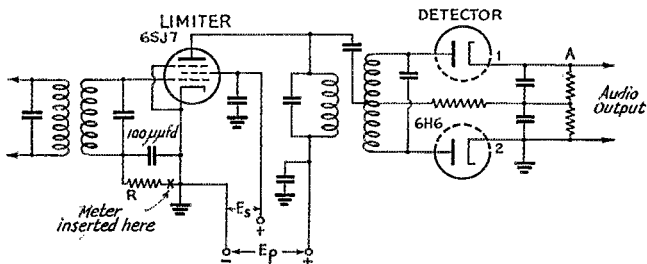 LIMITER
6SJ7
DETECTOR
1
A
Audio
Output
6H6
2
100μμfd
R
X
Meter
inserted here
Es
+
- Ep +